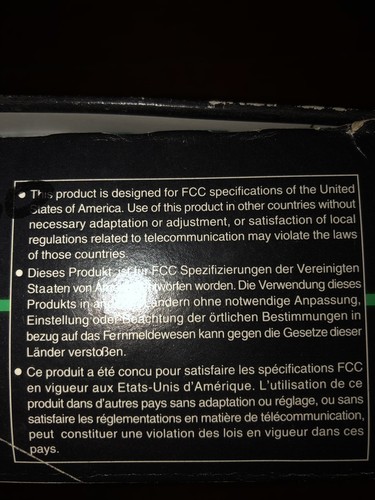 • This product is designed for FCC specifications of the United
States of America. Use of this product in other countries without
necessary adaptation or adjustment, or satisfaction of local
regulations related to telecommunication may violate the laws
of those countries.
• Dieses Produkt ist für FCC Spezifizierungen der Vereinigten
Staaten von worden. Die Verwendung dieses
Produkts in ändern ohne notwendige Anpassung,
Einstellung oder Beachtung der örtlichen Bestimmungen in
bezug auf das Fernmeldewesen kann gegen die Gesetze dieser
Länder verstoßen.
• Ce produit a été concu pour satisfaire les spécifications FCC
en vigueur aux Etats-Unis d'Amérique. L'utilisation de ce
produit dans d'autres pays sans adaptation ou réglage, ou sans
satisfaire les réglementations en matière de télécommunication,
peut constituer une violation des lois en vigueur dans ces
pays.